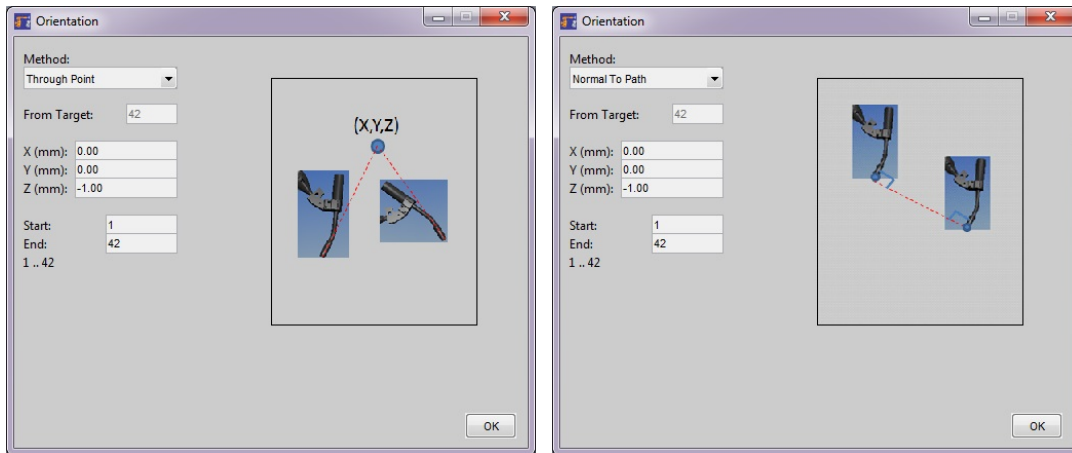 Orientation
Method:
Through Point
From Target: 42
(X,Y,Z)
X (mm): 0.00
Y (mm): 0.00
Z (mm): -1.00
Start: 1
End: 42
1 .. 42
OK
Orientation
Method:
Normal To Path
From Target: 42
X (mm): 0.00
Y (mm): 0.00
Z (mm): -1.00
Start: 1
End: 42
1 .. 42
OK